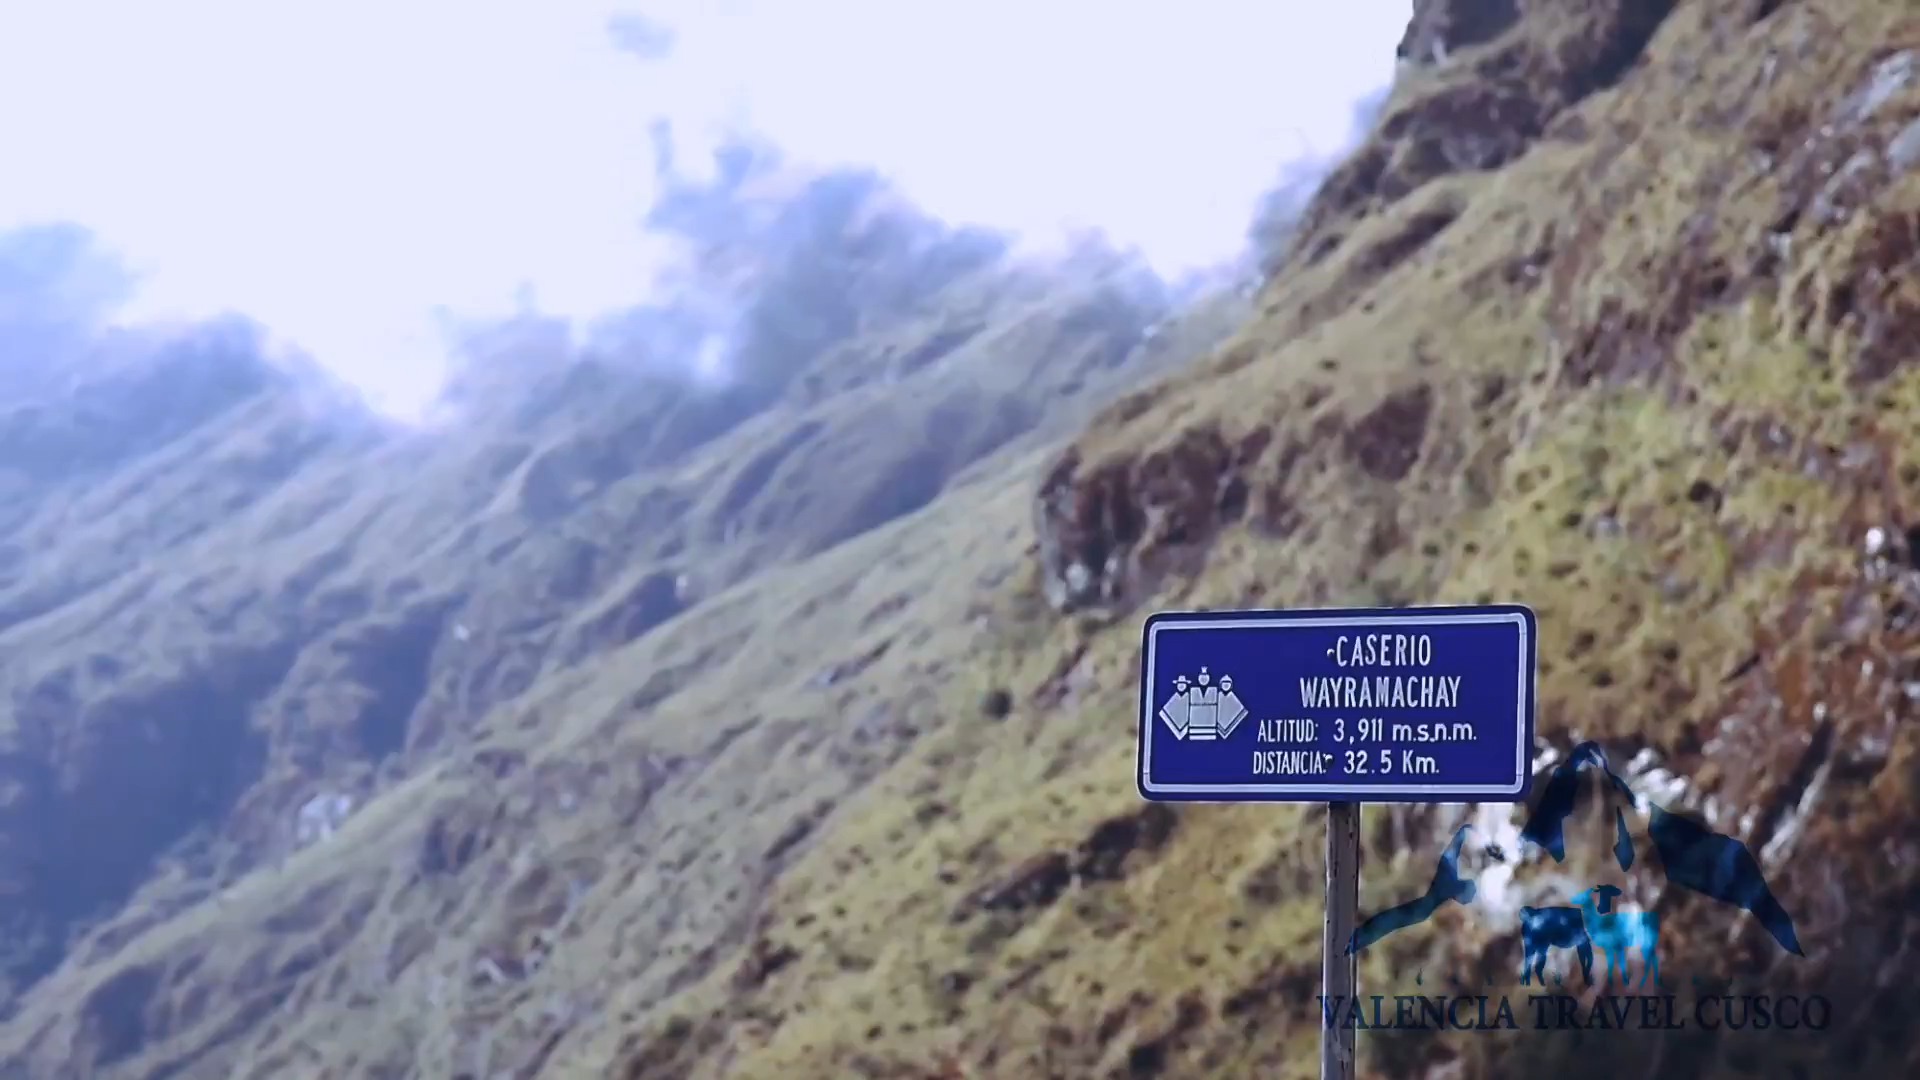 CASERIO
WAYRAMACHAY
ALTITUD: 3,911 m.s.n.m.
DISTANCIA: 32.5 Km.
VALENCIA TRAVEL CUSCO